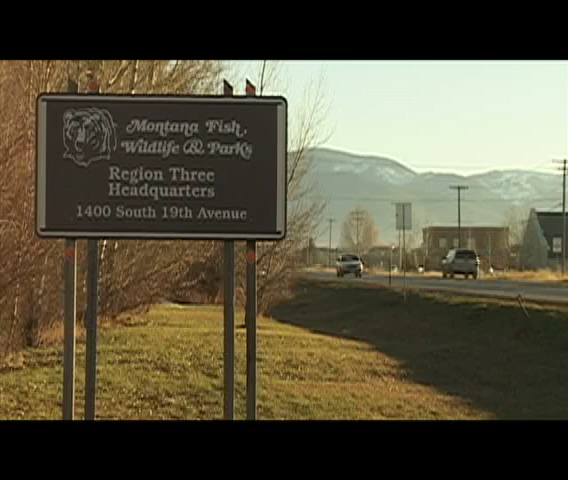 Montana Fish,
Wildlife & Parks
Region Three
Headquarters
1400 South 19th Avenue